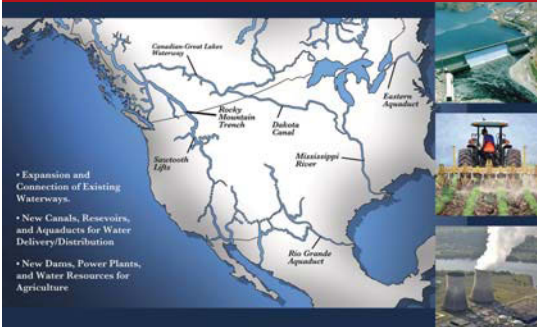 Canadian-Great Lakes
Waterway
Eastern
Aquaduct
Rocky
Mountain
Trench
Dakota
Canal
Sawtooth
Lifts
Mississippi
River
• Expansion and
Connection of Existing
Waterways.
• New Canals, Resevoirs,
and Aquaducts for Water
Delivery/Distribution
Rio Grande
Aquaduct
• New Dams, Power Plants,
and Water Resources for
Agriculture